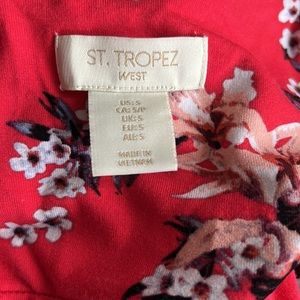 ST. TROPEZ
WEST
US: S
CA: S/P
UK: S
EU: S
AU: S
MADE IN
VIETNAM